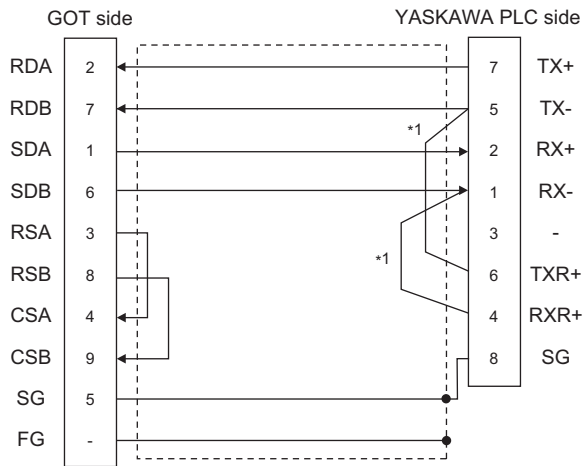 GOT side YASKAWA PLC side
RDA 2 7 TX+
RDB 7 5 TX-
*1
SDA 1 2 RX+
SDB 6 1 RX-
RSA 3 3 -
*1
RSB 8 6 TXR+
CSA 4 4 RXR+
CSB 9 8 SG
SG 5
FG -